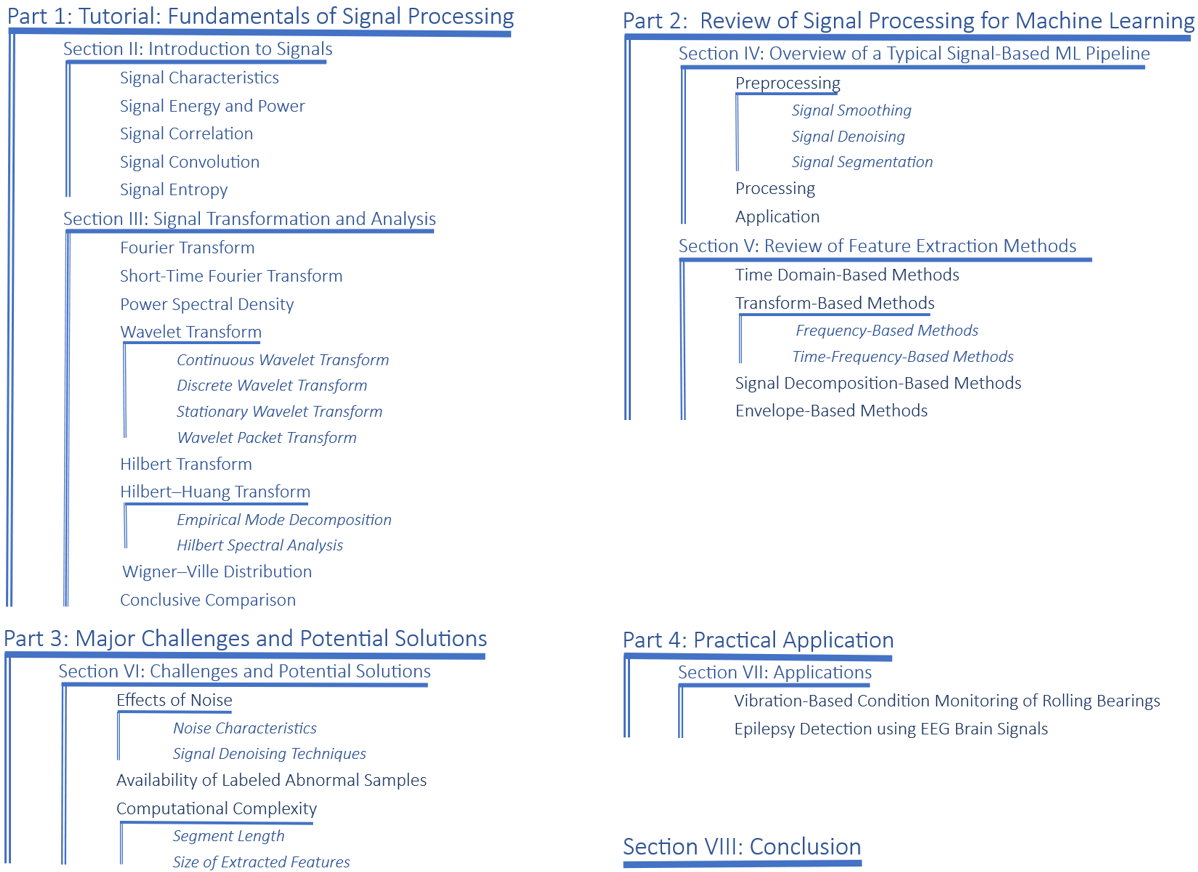 Part 1: Tutorial: Fundamentals of Signal Processing
Section II: Introduction to Signals
Signal Characteristics
Signal Energy and Power
Signal Correlation
Signal Convolution
Signal Entropy
Section III: Signal Transformation and Analysis
Fourier Transform
Short-Time Fourier Transform
Power Spectral Density
Wavelet Transform
Continuous Wavelet Transform
Discrete Wavelet Transform
Stationary Wavelet Transform
Wavelet Packet Transform
Hilbert Transform
Hilbert–Huang Transform
Empirical Mode Decomposition
Hilbert Spectral Analysis
Wigner–Ville Distribution
Conclusive Comparison
Part 2: Review of Signal Processing for Machine Learning
Section IV: Overview of a Typical Signal-Based ML Pipeline
Preprocessing
Signal Smoothing
Signal Denoising
Signal Segmentation
Processing
Application
Section V: Review of Feature Extraction Methods
Time Domain-Based Methods
Transform-Based Methods
Frequency-Based Methods
Time-Frequency-Based Methods
Signal Decomposition-Based Methods
Envelope-Based Methods
Part 3: Major Challenges and Potential Solutions
Section VI: Challenges and Potential Solutions
Effects of Noise
Noise Characteristics
Signal Denoising Techniques
Availability of Labeled Abnormal Samples
Computational Complexity
Segment Length
Size of Extracted Features
Part 4: Practical Application
Section VII: Applications
Vibration-Based Condition Monitoring of Rolling Bearings
Epilepsy Detection using EEG Brain Signals
Section VIII: Conclusion